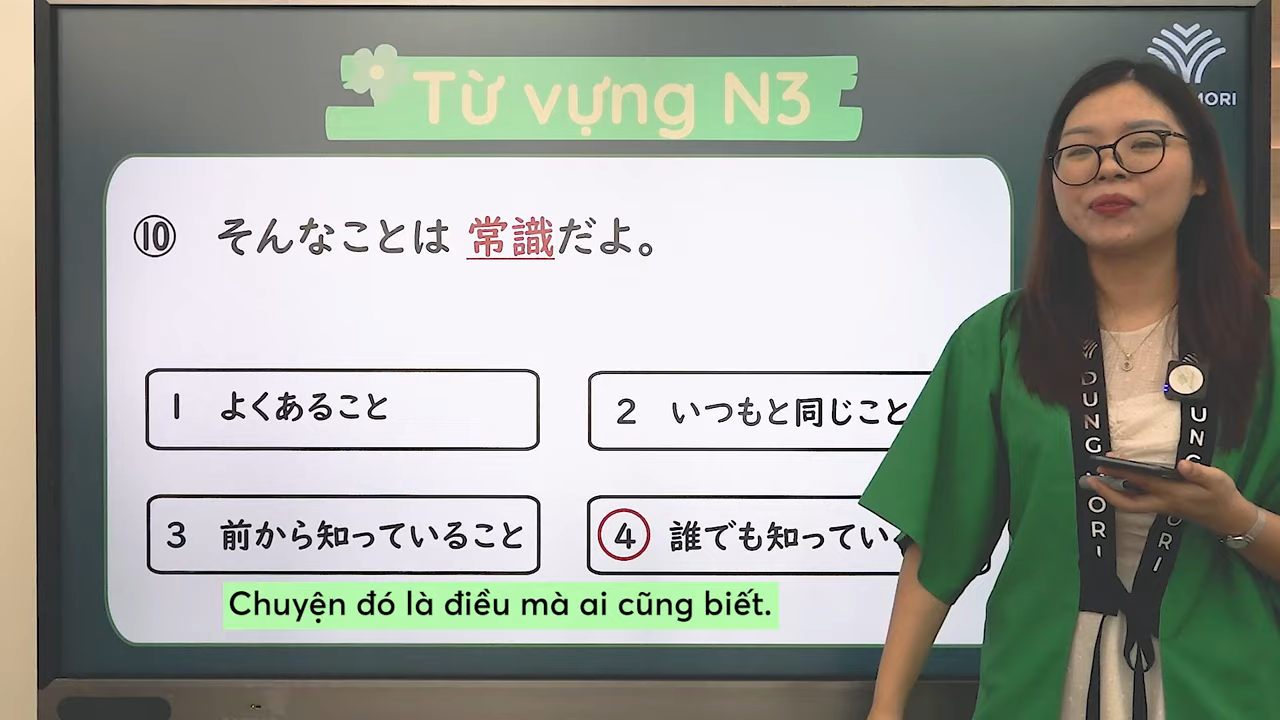 Từ vựng N3
MORI
⑩ そんなことは 常識だよ。
1 よくあること
2 いつもと同じこと
3 前から知っていること
4 誰でも知ってい
Chuyện đó là điều mà ai cũng biết.
DUNG MORI
UNG
ORI